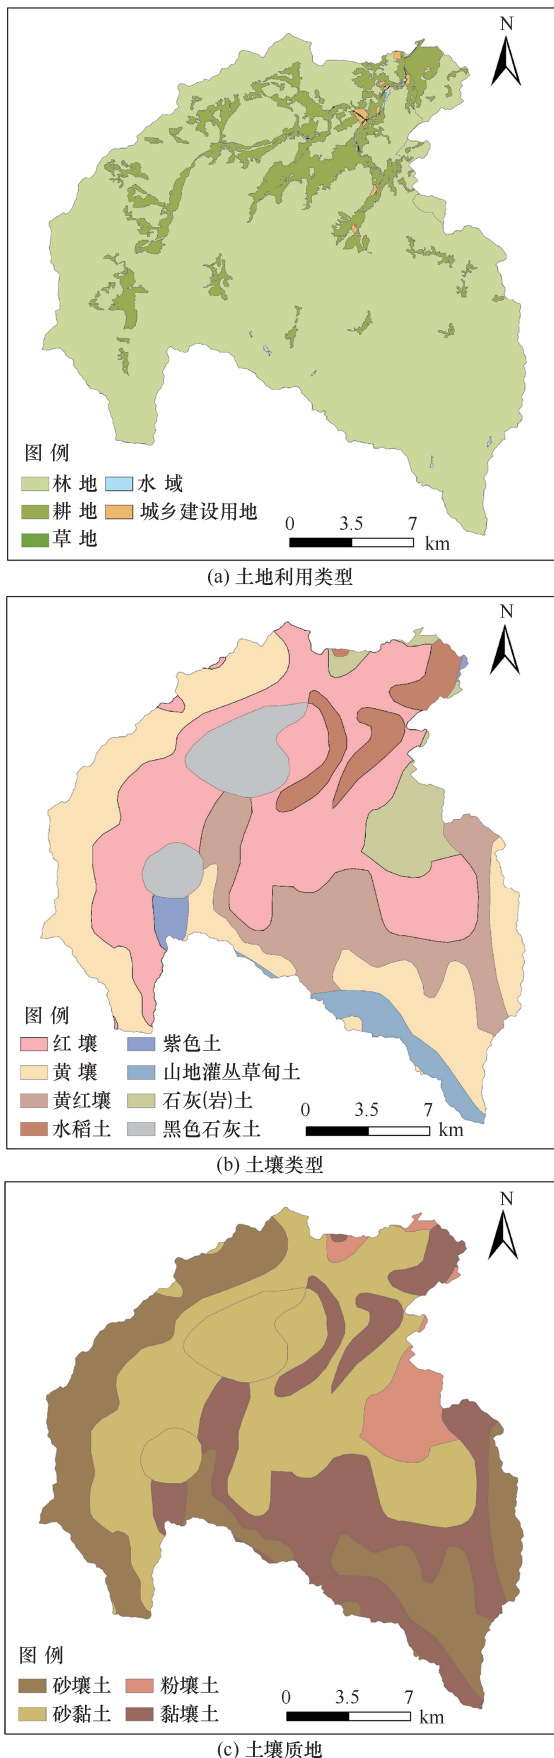 N
图 例
林 地 水 域
耕 地 城乡建设用地
草 地
0 3.5 7
km
(a) 土地利用类型
N
图 例
红 壤 紫色土
黄 壤 山地灌丛草甸土
黄红壤 石灰(岩)土
水稻土 黑色石灰土
0 3.5 7
km
(b) 土壤类型
N
图 例
砂壤土 粉壤土
砂黏土 黏壤土
0 3.5 7
km
(c) 土壤质地